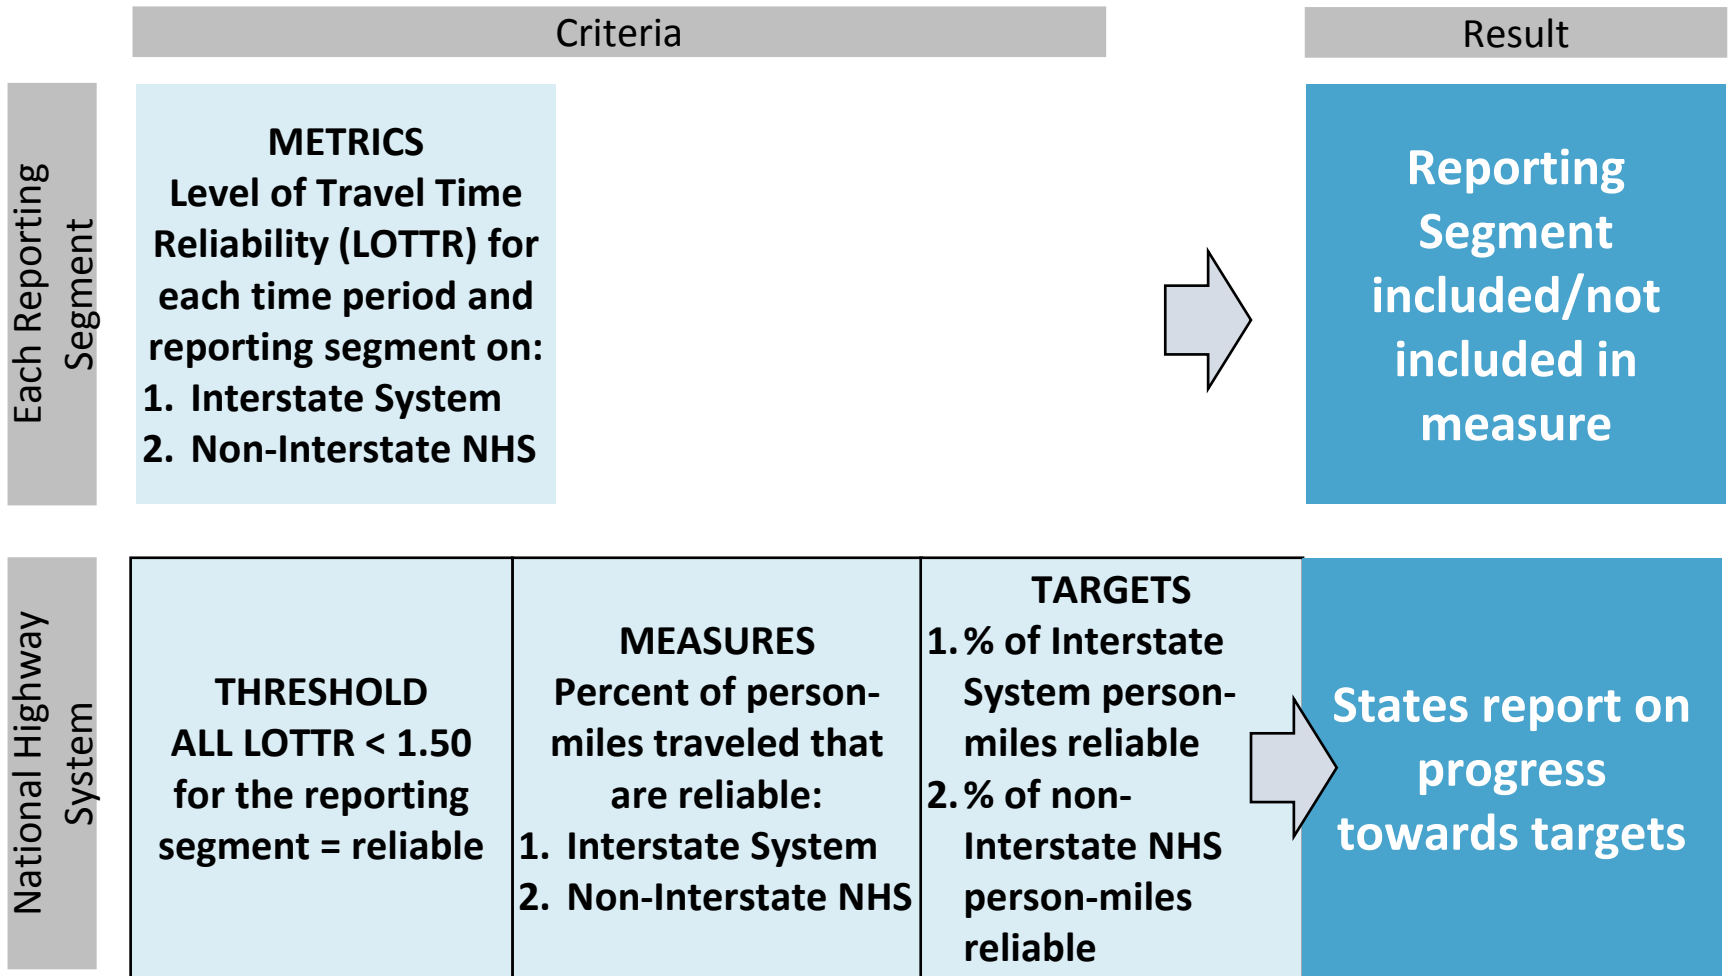 Criteria
Result
Each Reporting
Segment
METRICS
Level of Travel Time
Reliability (LOTTR) for
each time period and
reporting segment on:
1. Interstate System
2. Non-Interstate NHS
Reporting
Segment
included/not
included in
measure
National Highway
System
THRESHOLD
ALL LOTTR < 1.50
for the reporting
segment = reliable
MEASURES
Percent of person-
miles traveled that
are reliable:
1. Interstate System
2. Non-Interstate NHS
TARGETS
1. % of Interstate
System person-
miles reliable
2. % of non-
Interstate NHS
person-miles
reliable
States report on
progress
towards targets